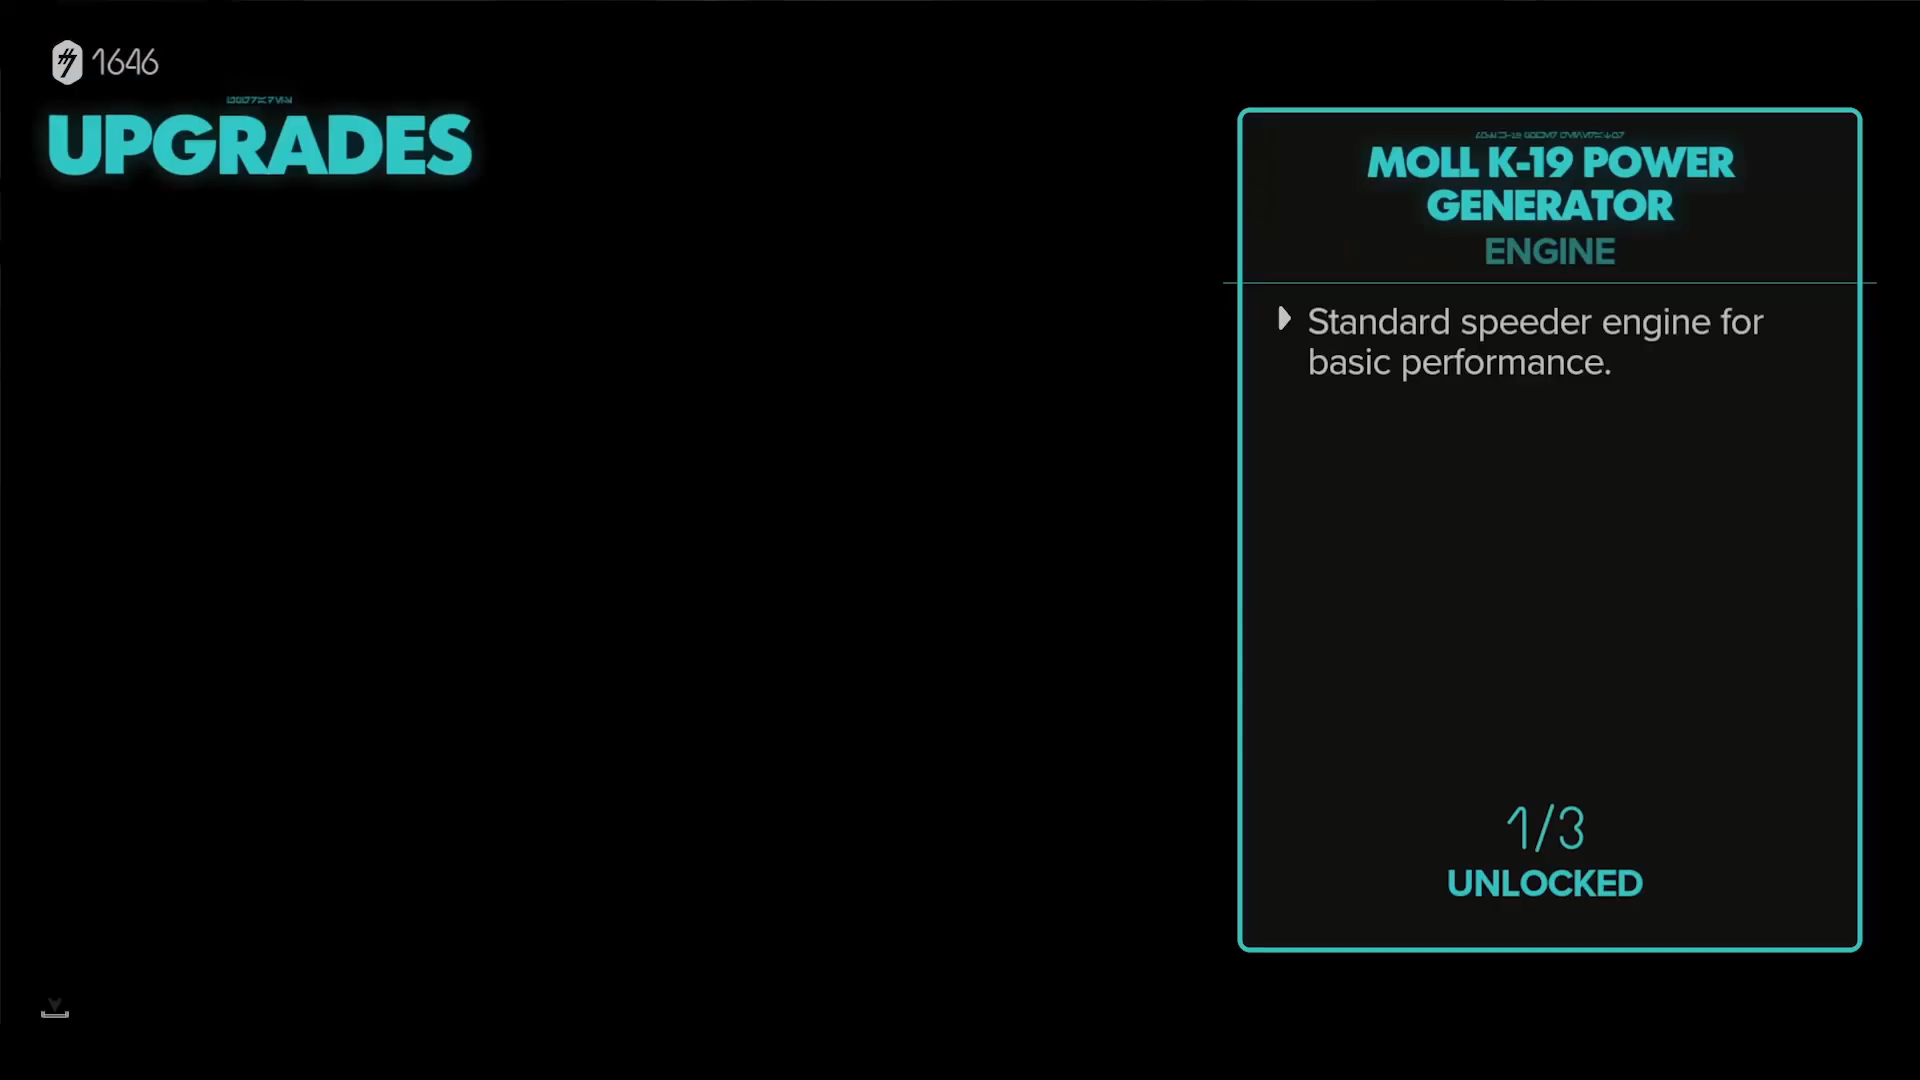 1646
UPGRADES
MOLL K-19 POWER
GENERATOR
ENGINE
Standard speeder engine for
basic performance.
1/3
UNLOCKED